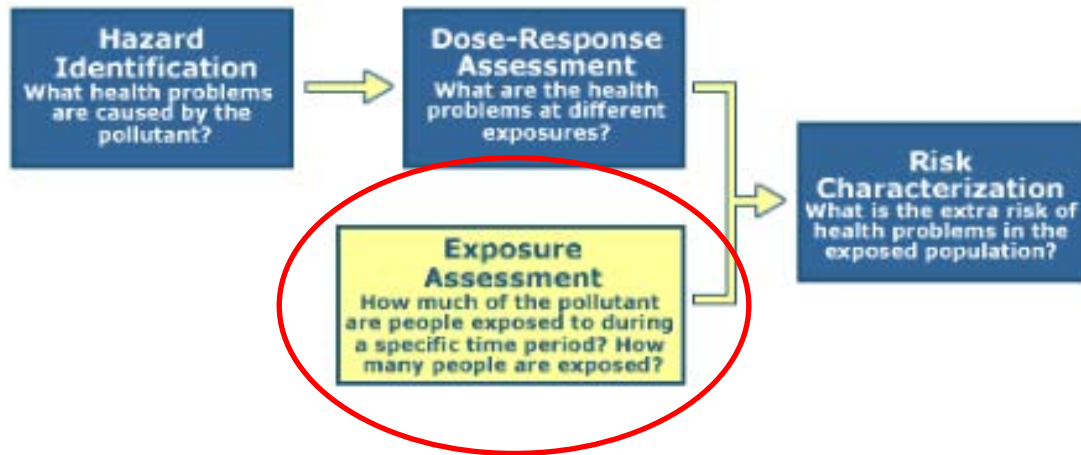 Hazard
Identification
What health problems
are caused by the
pollutant?
Dose-Response
Assessment
What are the health
problems at different
exposures?
Exposure
Assessment
How much of the pollutant
are people exposed to during
a specific time period? How
many people are exposed?
Risk
Characterization
What is the extra risk of
health problems in the
exposed population?